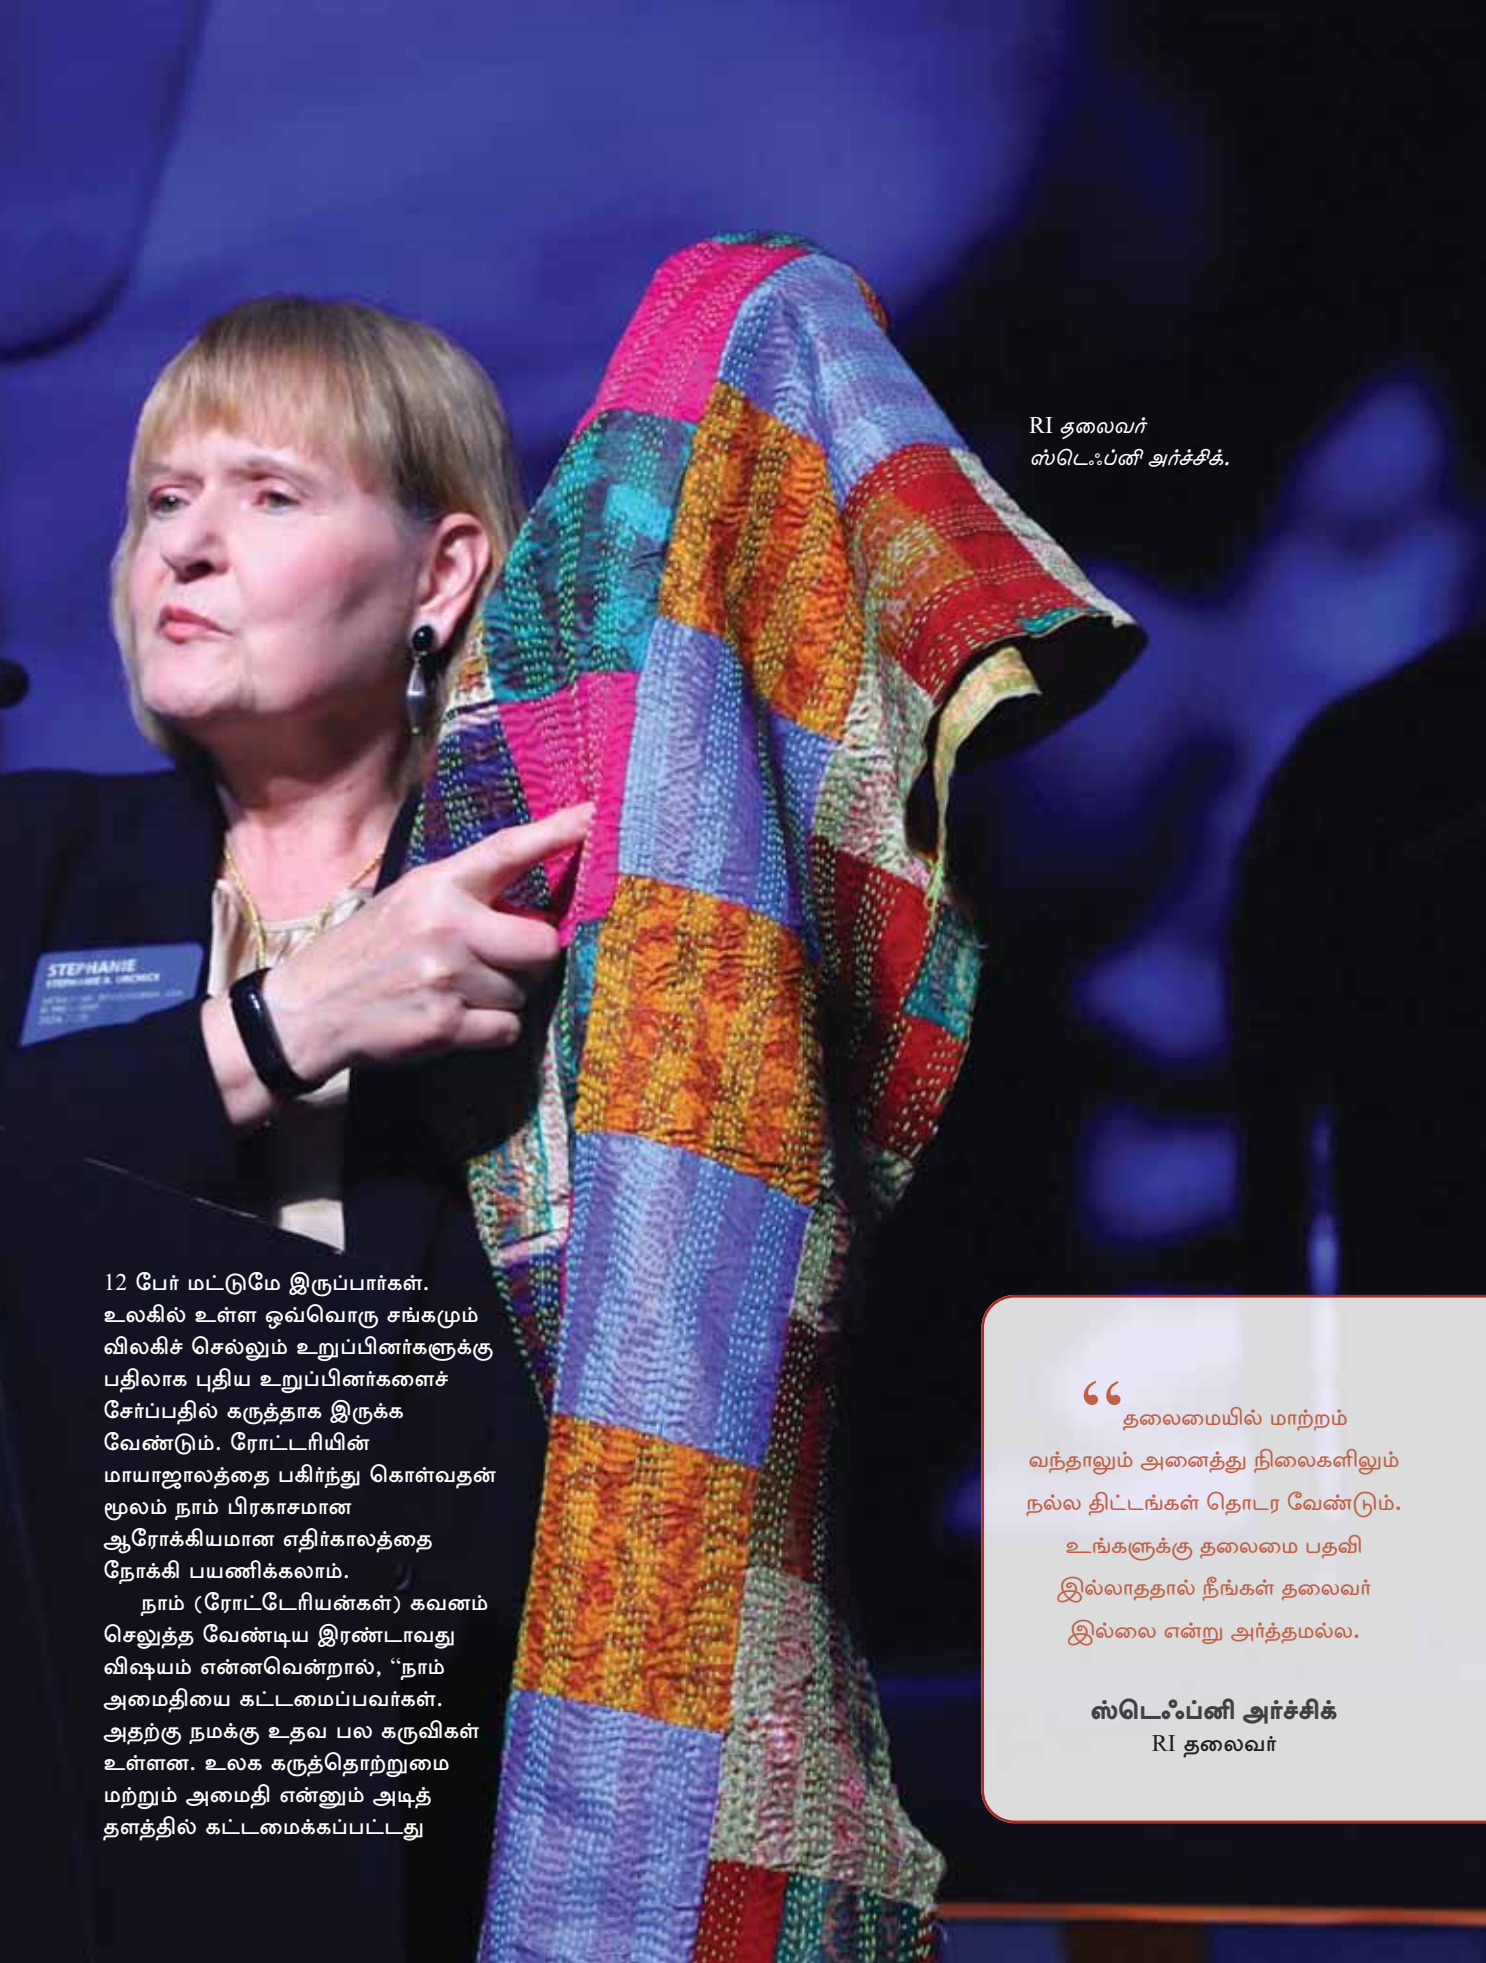 RI தலைவர்
ஸ்டெஃப்னி அர்ச்சிக்.
STEPHANIE
12 பேர் மட்டுமே இருப்பார்கள்.
உலகில் உள்ள ஒவ்வொரு சங்கமும்
விலகிச் செல்லும் உறுப்பினர்களுக்கு
பதிலாக புதிய உறுப்பினர்களைச்
சேர்ப்பதில் கருத்தாக இருக்க
வேண்டும். ரோட்டரியின்
மாயாஜாலத்தை பகிர்ந்து கொள்வதன்
மூலம் நாம் பிரகாசமான
ஆரோக்கியமான எதிர்காலத்தை
நோக்கி பயணிக்கலாம்.
நாம் (ரோட்டேரியன்கள்) கவனம்
செலுத்த வேண்டிய இரண்டாவது
விஷயம் என்னவென்றால், “நாம்
அமைதியை கட்டமைப்பவர்கள்.
அதற்கு நமக்கு உதவ பல கருவிகள்
உள்ளன. உலக கருத்தொற்றுமை
மற்றும் அமைதி என்னும் அடித்
தளத்தில் கட்டமைக்கப்பட்டது
“தலைமையில் மாற்றம்
வந்தாலும் அனைத்து நிலைகளிலும்
நல்ல திட்டங்கள் தொடர வேண்டும்.
உங்களுக்கு தலைமை பதவி
இல்லாததால் நீங்கள் தலைவர்
இல்லை என்று அர்த்தமல்ல.
ஸ்டெஃப்னி அர்ச்சிக்
RI தலைவர்